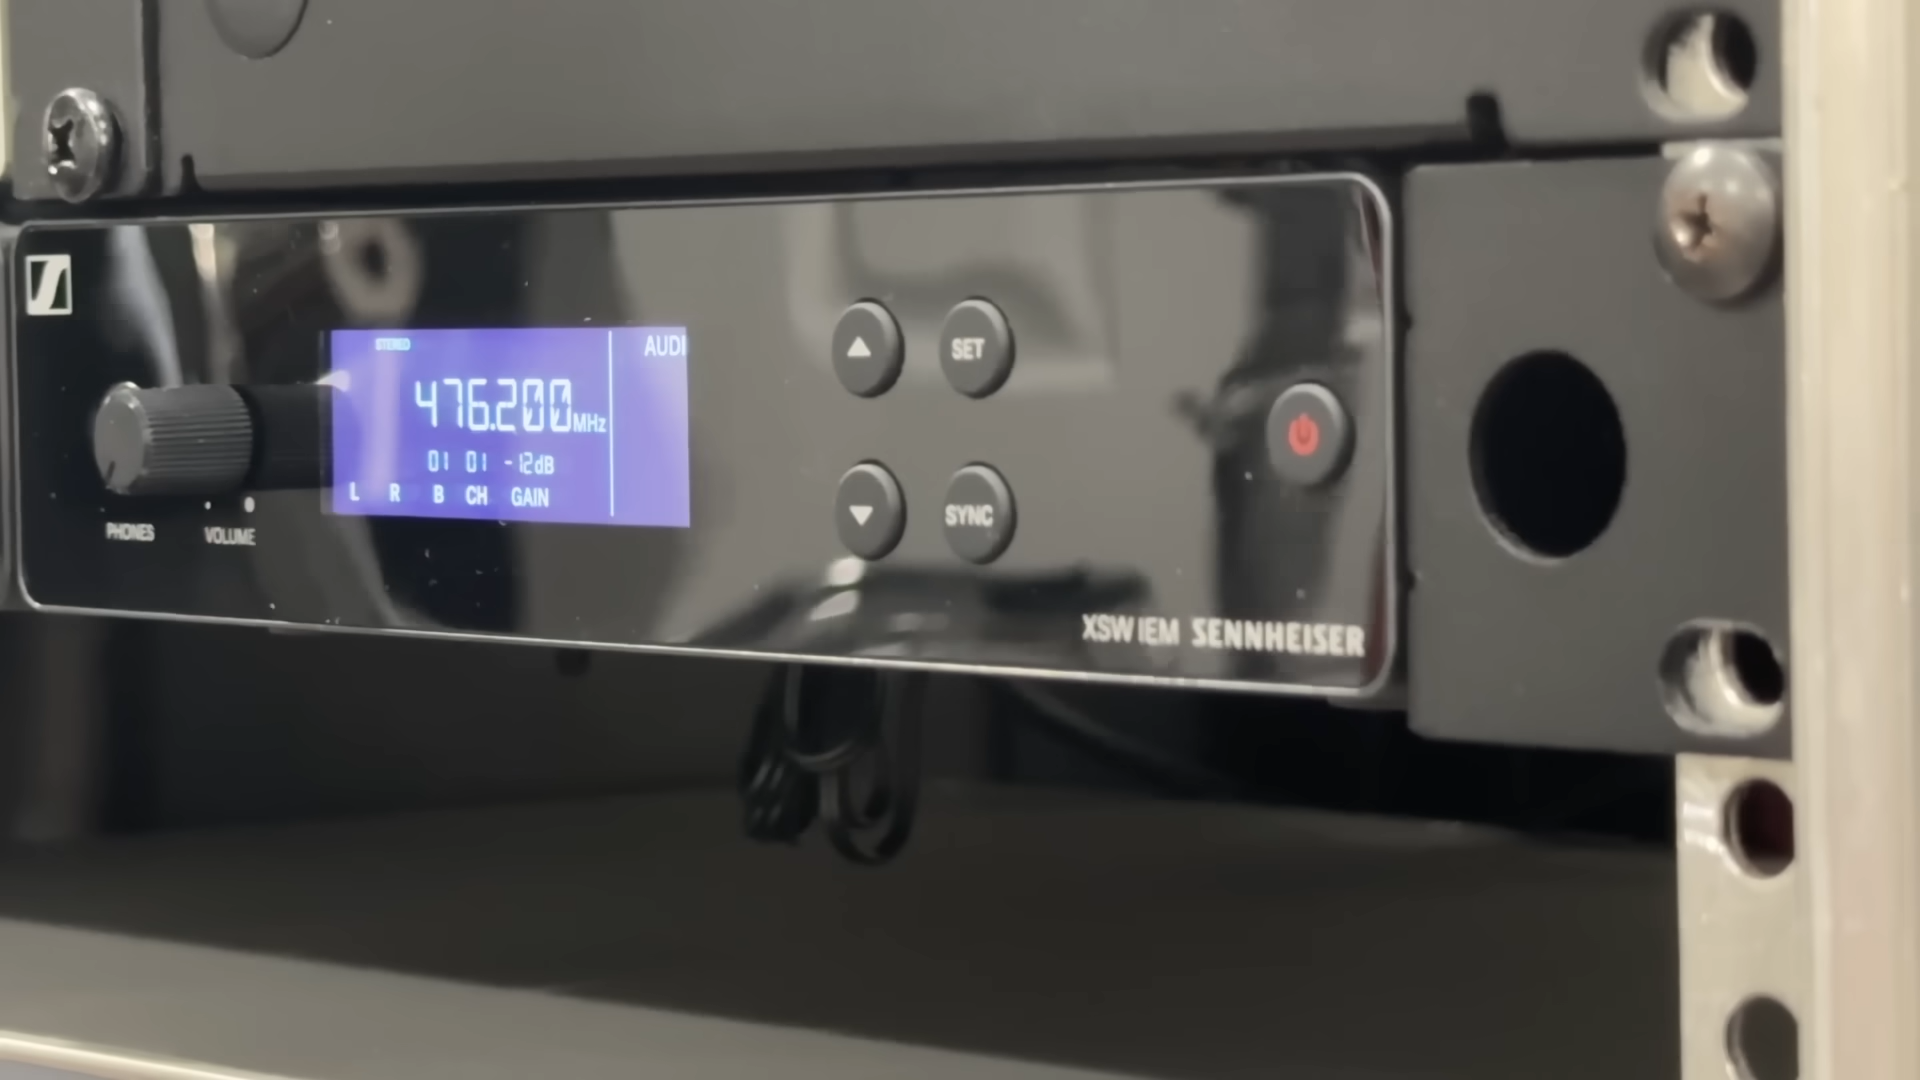 STEREO
AUDI
476.200MHz
01 01 -12dB
L R B CH GAIN
SET
SYNC
PHONES
VOLUME
XSW IEM SENNHEISER